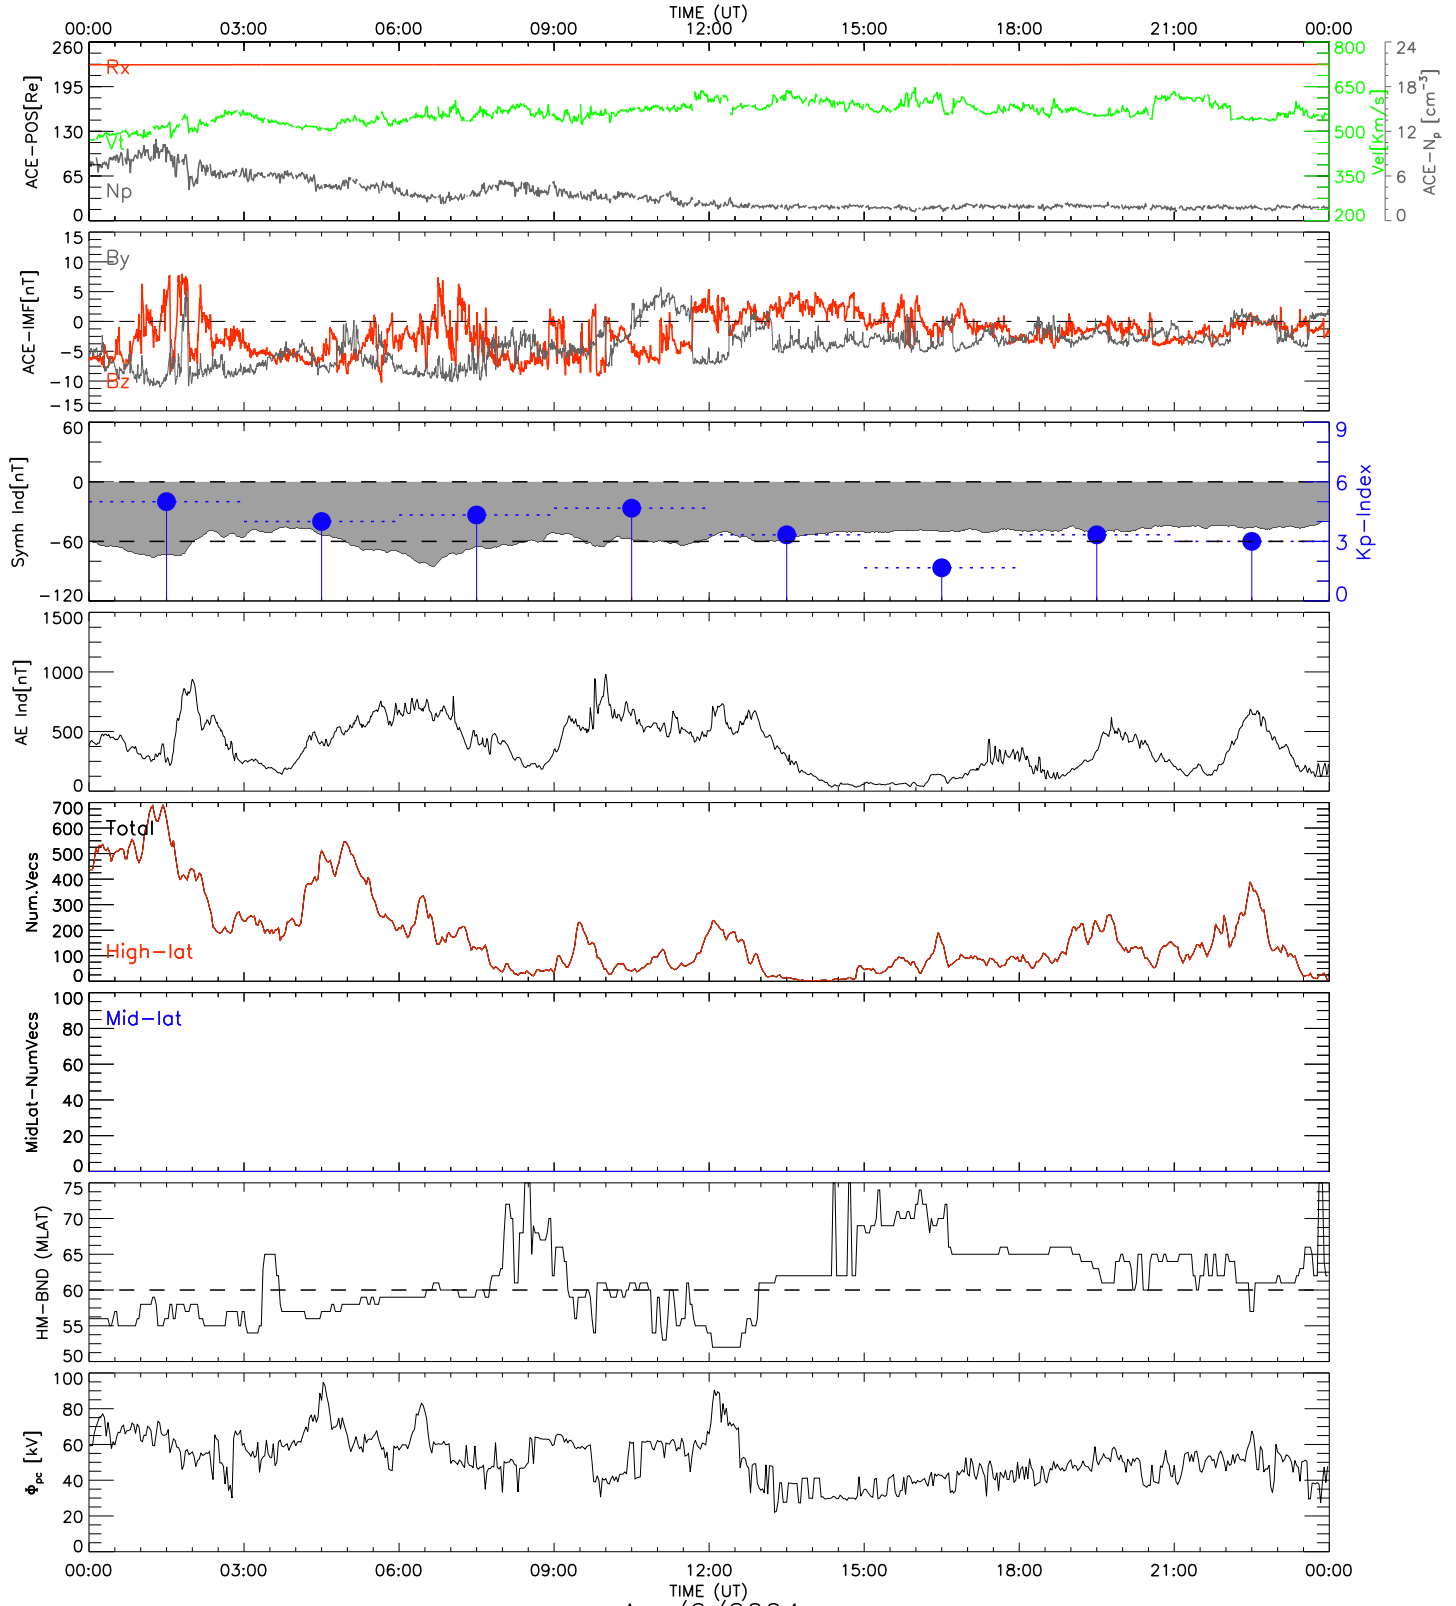 TIME (UT)
00:00 03:00 06:00 09:00 12:00 15:00 18:00 21:00 00:00
260 195 130 65 0
ACE-POS[Re]
Rx
Vt
Np
800 650 500 350 200
Vel[Km/s]
24 18 12 6 0
ACE-Np [cm-3]
15 10 5 0 -5 -10 -15
ACE-IMF[nT]
By
Bz
60 0 -60 -120
Symh Ind[nT]
9 6 3 0
Kp-Index
1500 1000 500 0
AE Ind[nT]
700 600 500 400 300 200 100 0
Num.Vecs
Total
High-lat
100 80 60 40 20 0
MidLat-NumVecs
Mid-lat
75 70 65 60 55 50
HM-BND (MLAT)
100 80 60 40 20 0
Φpc [kV]
00:00 03:00 06:00 09:00 12:00 15:00 18:00 21:00 00:00
TIME (UT)